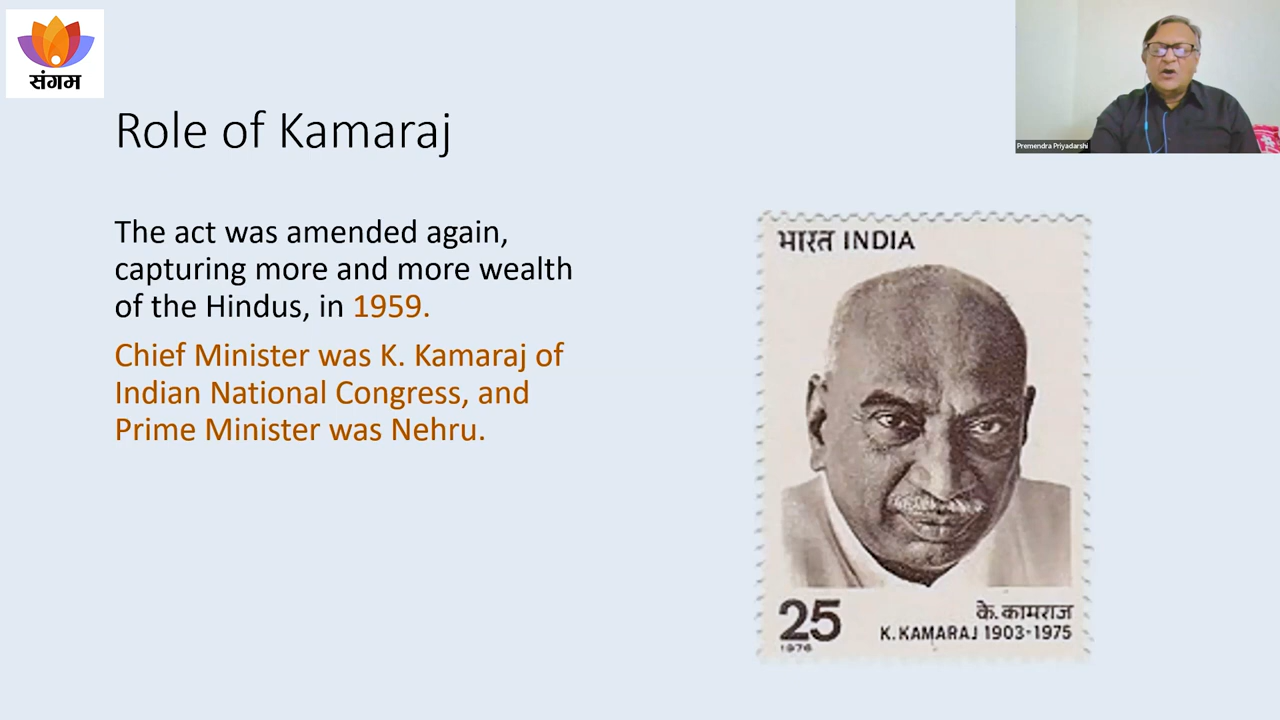 संगम
Role of Kamaraj
Premendra Priyadarshi
The act was amended again,
capturing more and more wealth
of the Hindus, in 1959.
Chief Minister was K. Kamaraj of
Indian National Congress, and
Prime Minister was Nehru.
भारत INDIA
25
1976
के. कामराज
K. KAMARAJ 1903-1975